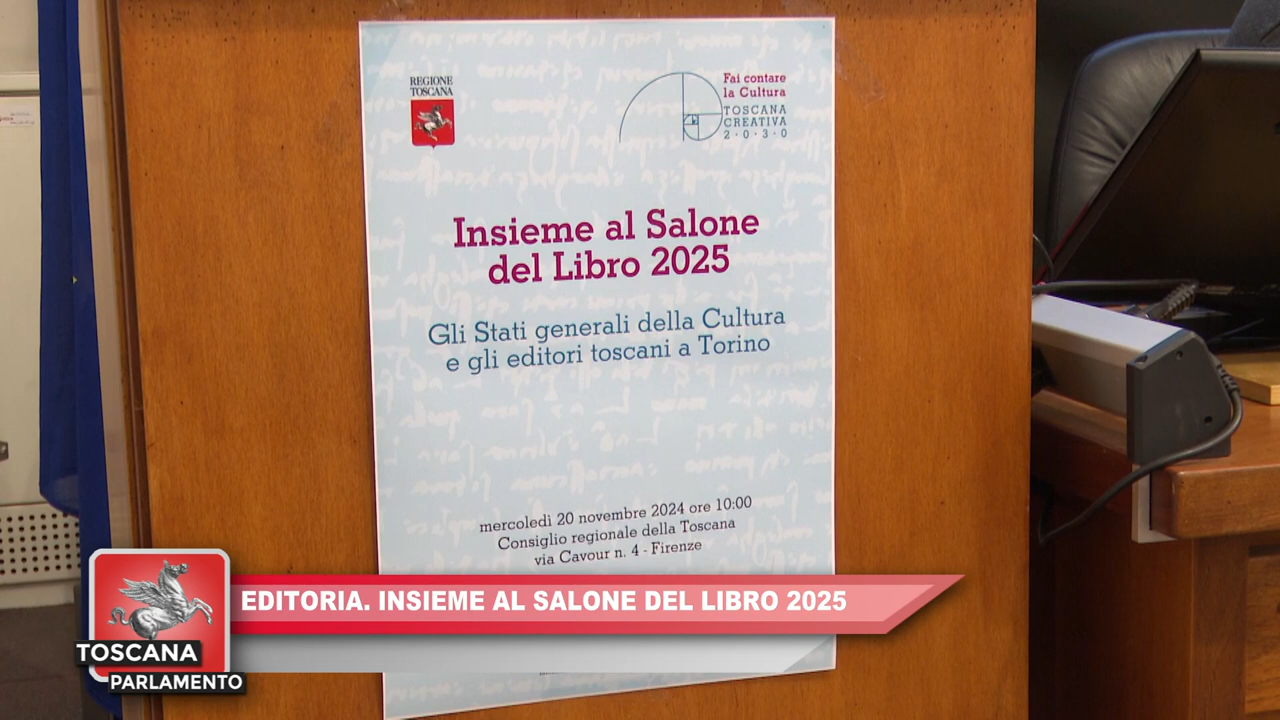 REGIONE
TOSCANA
Fai contare
la Cultura
TOSCANA
CREATIVA
2·0·3·0
Insieme al Salone
del Libro 2025
Gli Stati generali della Cultura
e gli editori toscani a Torino
mercoledì 20 novembre 2024 ore 10:00
Consiglio regionale della Toscana
via Cavour n. 4 - Firenze
EDITORIA. INSIEME AL SALONE DEL LIBRO 2025
TOSCANA
PARLAMENTO